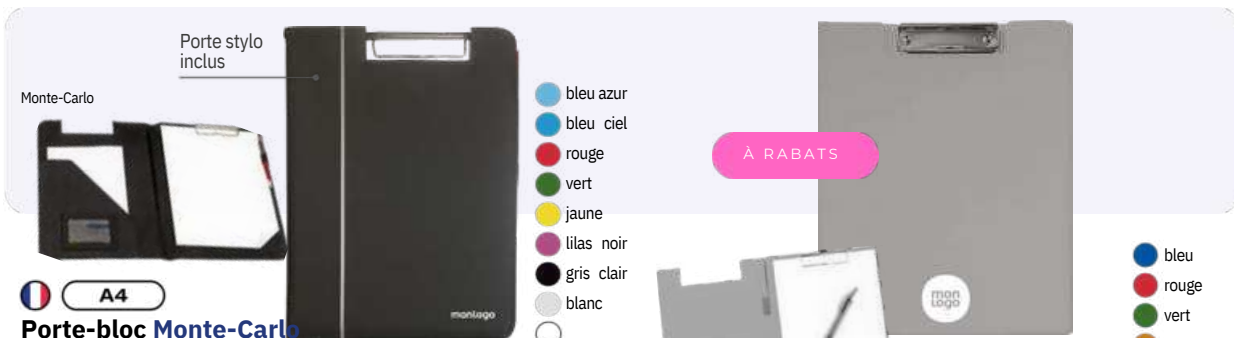 Porte stylo
inclus
Monte-Carlo
A4
Porte-bloc Monte-Carlo
monlogo
bleu azur
bleu ciel
rouge
vert
jaune
lilas noir
gris clair
blanc
À RABATS
mon
logo
bleu
rouge
vert